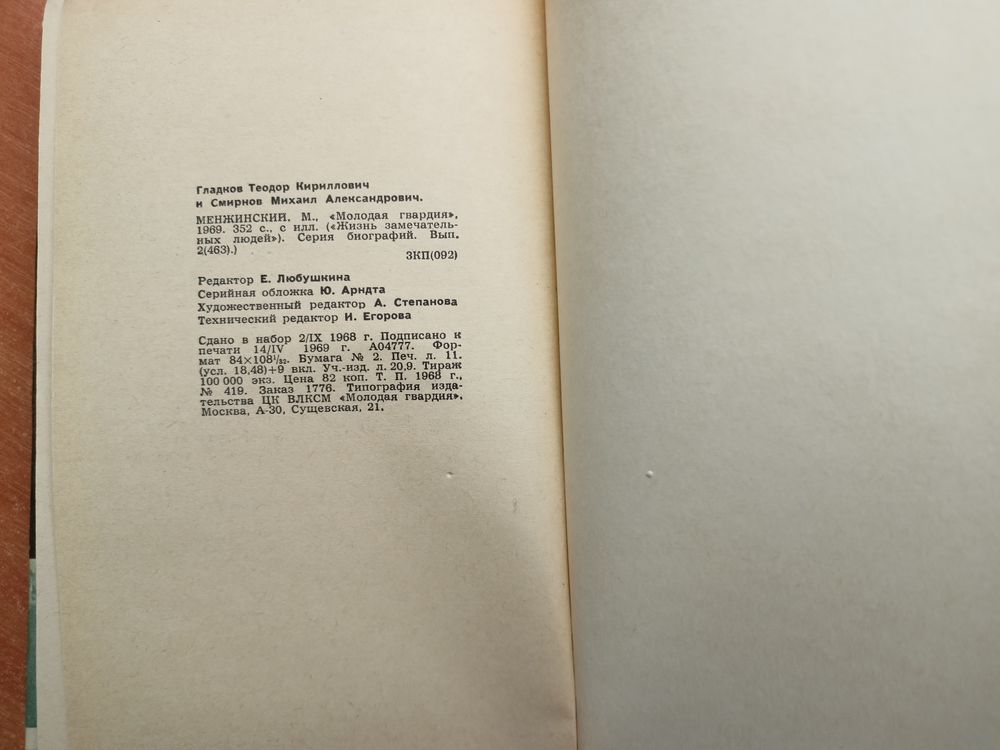 Гладков Теодор Кириллович
и Смирнов Михаил Александрович.
МЕНЖИНСКИЙ. М., «Молодая гвардия»,
1969. 352 с., с илл. («Жизнь замечатель-
ных людей»). Серия биографий. Вып.
2(463).)
3КП(092)
Редактор Е. Любушкина
Серийная обложка Ю. Арндта
Художественный редактор А. Степанова
Технический редактор И. Егорова
Сдано в набор 2/IX 1968 г. Подписано к
печати 14/IV 1969 г. А04777. Фор-
мат 84×108¹/₃₂. Бумага № 2. Печ. л. 11.
(усл. 18,48)+9 вкл. Уч.-изд. л. 20,9. Тираж
100 000 экз. Цена 82 коп. Т. П. 1968 г.,
№ 419. Заказ 1776. Типография изда-
тельства ЦК ВЛКСМ «Молодая гвардия».
Москва, А-30, Сущевская, 21.